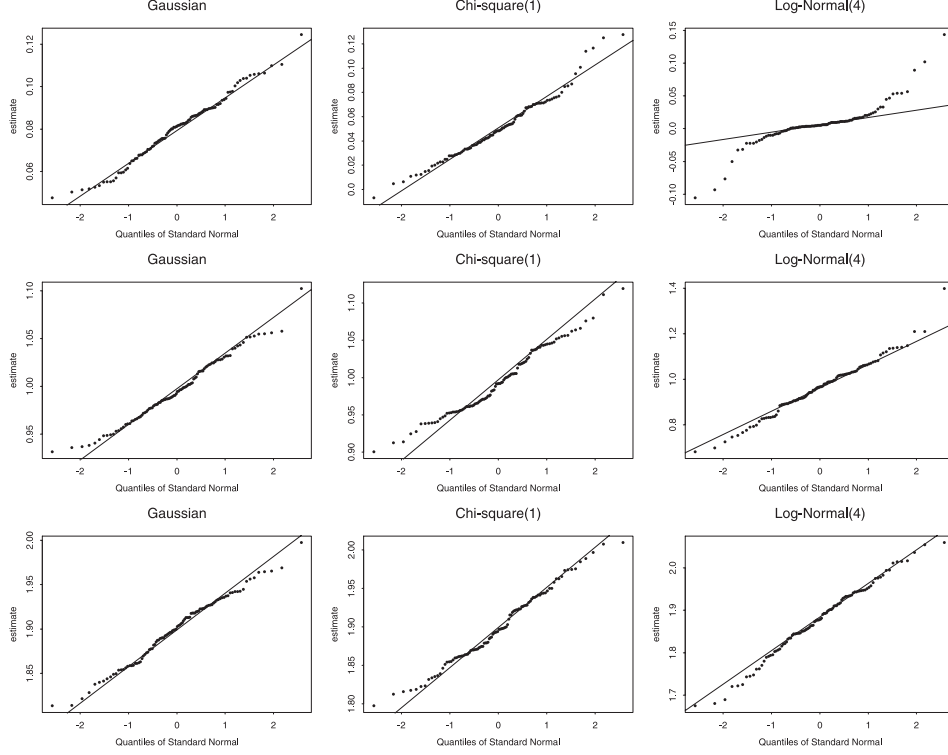 Gaussian
estimate
0.06 0.08 0.10 0.12
-2 -1 0 1 2
Quantiles of Standard Normal
Chi-square(1)
estimate
0.0 0.02 0.04 0.06 0.08 0.12
-2 -1 0 1 2
Quantiles of Standard Normal
Log-Normal(4)
estimate
-0.10 -0.05 0.0 0.05 0.10 0.15
-2 -1 0 1 2
Quantiles of Standard Normal
Gaussian
estimate
0.95 1.00 1.05 1.10
-2 -1 0 1 2
Quantiles of Standard Normal
Chi-square(1)
estimate
0.90 0.95 1.00 1.05 1.10
-2 -1 0 1 2
Quantiles of Standard Normal
Log-Normal(4)
estimate
0.8 1.0 1.2 1.4
-2 -1 0 1 2
Quantiles of Standard Normal
Gaussian
estimate
1.85 1.90 1.95 2.00
-2 -1 0 1 2
Quantiles of Standard Normal
Chi-square(1)
estimate
1.80 1.85 1.90 1.95 2.00
-2 -1 0 1 2
Quantiles of Standard Normal
Log-Normal(4)
estimate
1.7 1.8 1.9 2.0
-2 -1 0 1 2
Quantiles of Standard Normal